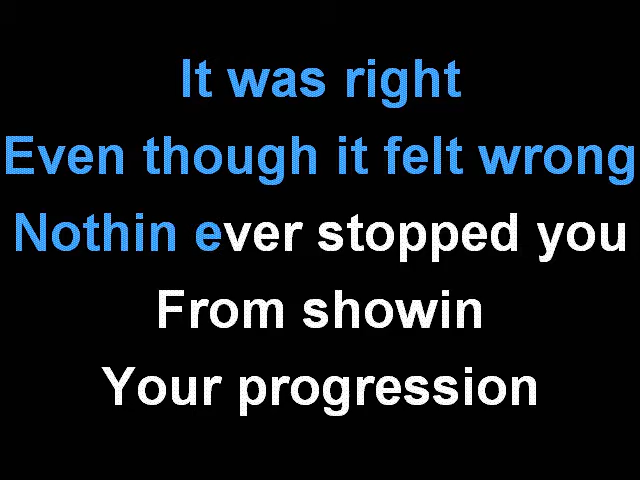 It was right
Even though it felt wrong
Nothin ever stopped you
From showin
Your progression